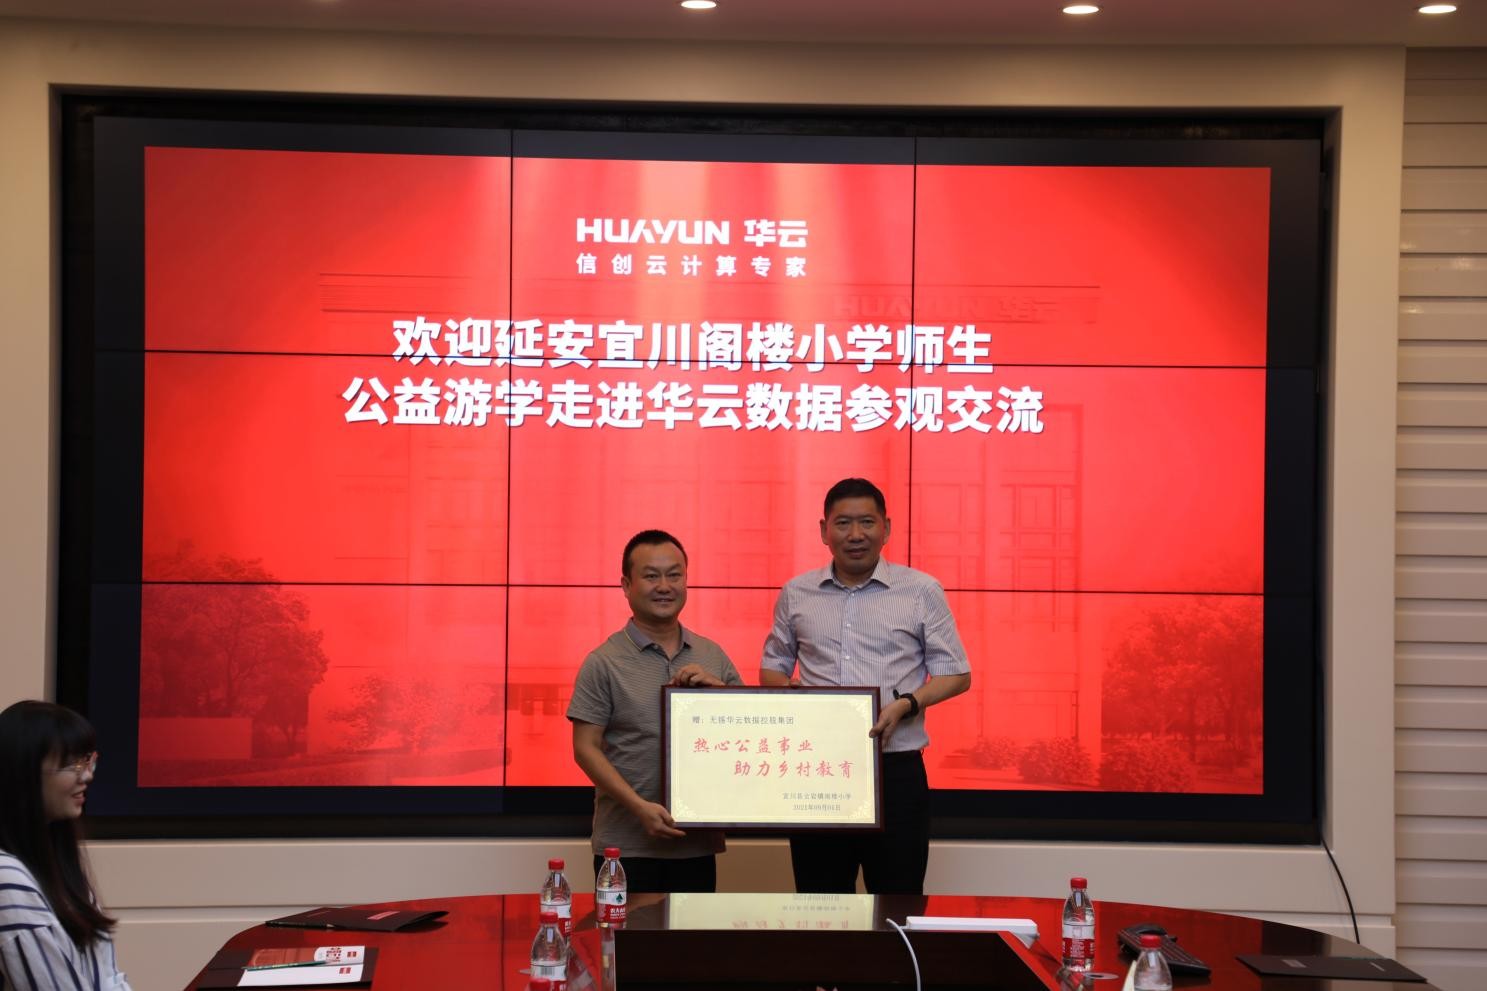 HUAYUN 华云
信创云计算专家
HUAYUN 华云
欢迎延安宜川阁楼小学师生
公益游学走进华云数据参观交流
赠：无锡华云数据控股集团
热心公益事业
助力乡村教育
宜川县云岩镇阁楼小学